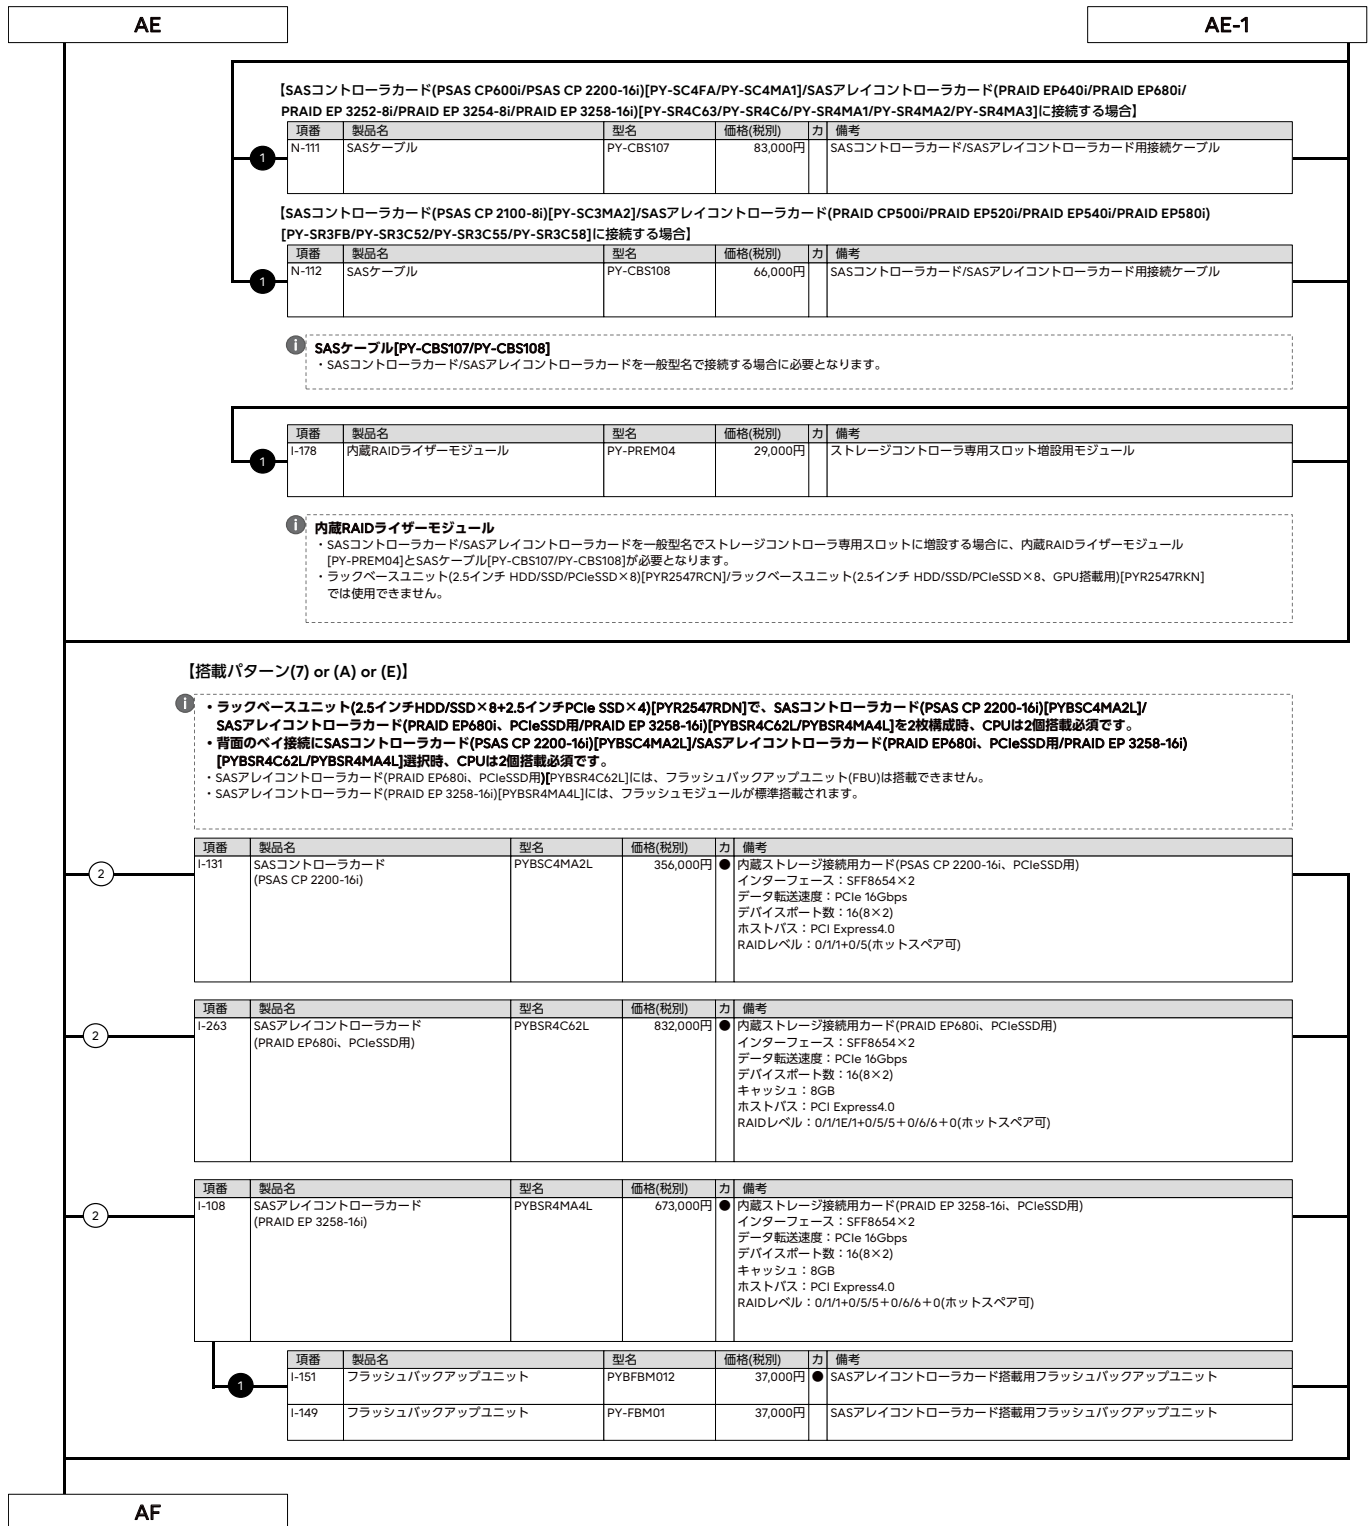 AE
AE-1
【SASコントローラカード(PSAS CP600i/PSAS CP 2200-16i)[PY-SC4FA/PY-SC4MA1]/SASアレイコントローラカード(PRAID EP640i/PRAID EP680i/
PRAID EP 3252-8i/PRAID EP 3254-8i/PRAID EP 3258-16i)[PY-SR4C63/PY-SR4C6/PY-SR4MA1/PY-SR4MA2/PY-SR4MA3]に接続する場合】
項番 製品名 型名 価格(税別) カ 備考
1 N-111 SASケーブル PY-CBS107 83,000円 SASコントローラカード/SASアレイコントローラカード用接続ケーブル
【SASコントローラカード(PSAS CP 2100-8i)[PY-SC3MA2]/SASアレイコントローラカード(PRAID CP500i/PRAID EP520i/PRAID EP540i/PRAID EP580i)
[PY-SR3FB/PY-SR3C52/PY-SR3C55/PY-SR3C58]に接続する場合】
項番 製品名 型名 価格(税別) カ 備考
1 N-112 SASケーブル PY-CBS108 66,000円 SASコントローラカード/SASアレイコントローラカード用接続ケーブル
i SASケーブル[PY-CBS107/PY-CBS108]
・SASコントローラカード/SASアレイコントローラカードを一般型名で接続する場合に必要となります。
項番 製品名 型名 価格(税別) カ 備考
1 I-178 内蔵RAIDライザーモジュール PY-PREM04 29,000円 ストレージコントローラ専用スロット増設用モジュール
i 内蔵RAIDライザーモジュール
・SASコントローラカード/SASアレイコントローラカードを一般型名でストレージコントローラ専用スロットに増設する場合に、内蔵RAIDライザーモジュール
[PY-PREM04]とSASケーブル[PY-CBS107/PY-CBS108]が必要となります。
・ラックベースユニット(2.5インチ HDD/SSD/PCIeSSD×8)[PYR2547RCN]/ラックベースユニット(2.5インチ HDD/SSD/PCIeSSD×8、GPU搭載用)[PYR2547RKN]
では使用できません。
【搭載パターン(7) or (A) or (E)】
i ・ラックベースユニット(2.5インチHDD/SSD×8+2.5インチPCIe SSD×4)[PYR2547RDN]で、SASコントローラカード(PSAS CP 2200-16i)[PYBSC4MA2L]/
SASアレイコントローラカード(PRAID EP680i、PCIeSSD用/PRAID EP 3258-16i)[PYBSR4C62L/PYBSR4MA4L]を2枚構成時、CPUは2個搭載必須です。
・背面のベイ接続にSASコントローラカード(PSAS CP 2200-16i)[PYBSC4MA2L]/SASアレイコントローラカード(PRAID EP680i、PCIeSSD用/PRAID EP 3258-16i)
[PYBSR4C62L/PYBSR4MA4L]選択時、CPUは2個搭載必須です。
・SASアレイコントローラカード(PRAID EP680i、PCIeSSD用)[PYBSR4C62L]には、フラッシュバックアップユニット(FBU)は搭載できません。
・SASアレイコントローラカード(PRAID EP 3258-16i)[PYBSR4MA4L]には、フラッシュモジュールが標準搭載されます。
項番 製品名 型名 価格(税別) カ 備考
2 I-131 SASコントローラカード PYBSC4MA2L 356,000円 ● 内蔵ストレージ接続用カード(PSAS CP 2200-16i、PCIeSSD用)
(PSAS CP 2200-16i) インターフェース：SFF8654×2
データ転送速度：PCIe 16Gbps
デバイスポート数：16(8×2)
ホストバス：PCI Express4.0
RAIDレベル：0/1/1+0/5(ホットスペア可)
項番 製品名 型名 価格(税別) カ 備考
2 I-263 SASアレイコントローラカード PYBSR4C62L 832,000円 ● 内蔵ストレージ接続用カード(PRAID EP680i、PCIeSSD用)
(PRAID EP680i、PCIeSSD用) インターフェース：SFF8654×2
データ転送速度：PCIe 16Gbps
デバイスポート数：16(8×2)
キャッシュ：8GB
ホストバス：PCI Express4.0
RAIDレベル：0/1/1E/1+0/5/5＋0/6/6＋0(ホットスペア可)
項番 製品名 型名 価格(税別) カ 備考
2 I-108 SASアレイコントローラカード PYBSR4MA4L 673,000円 ● 内蔵ストレージ接続用カード(PRAID EP 3258-16i、PCIeSSD用)
(PRAID EP 3258-16i) インターフェース：SFF8654×2
データ転送速度：PCIe 16Gbps
デバイスポート数：16(8×2)
キャッシュ：8GB
ホストバス：PCI Express4.0
RAIDレベル：0/1/1+0/5/5＋0/6/6＋0(ホットスペア可)
項番 製品名 型名 価格(税別) カ 備考
1 I-151 フラッシュバックアップユニット PYBFBM012 37,000円 ● SASアレイコントローラカード搭載用フラッシュバックアップユニット
I-149 フラッシュバックアップユニット PY-FBM01 37,000円 SASアレイコントローラカード搭載用フラッシュバックアップユニット
AF